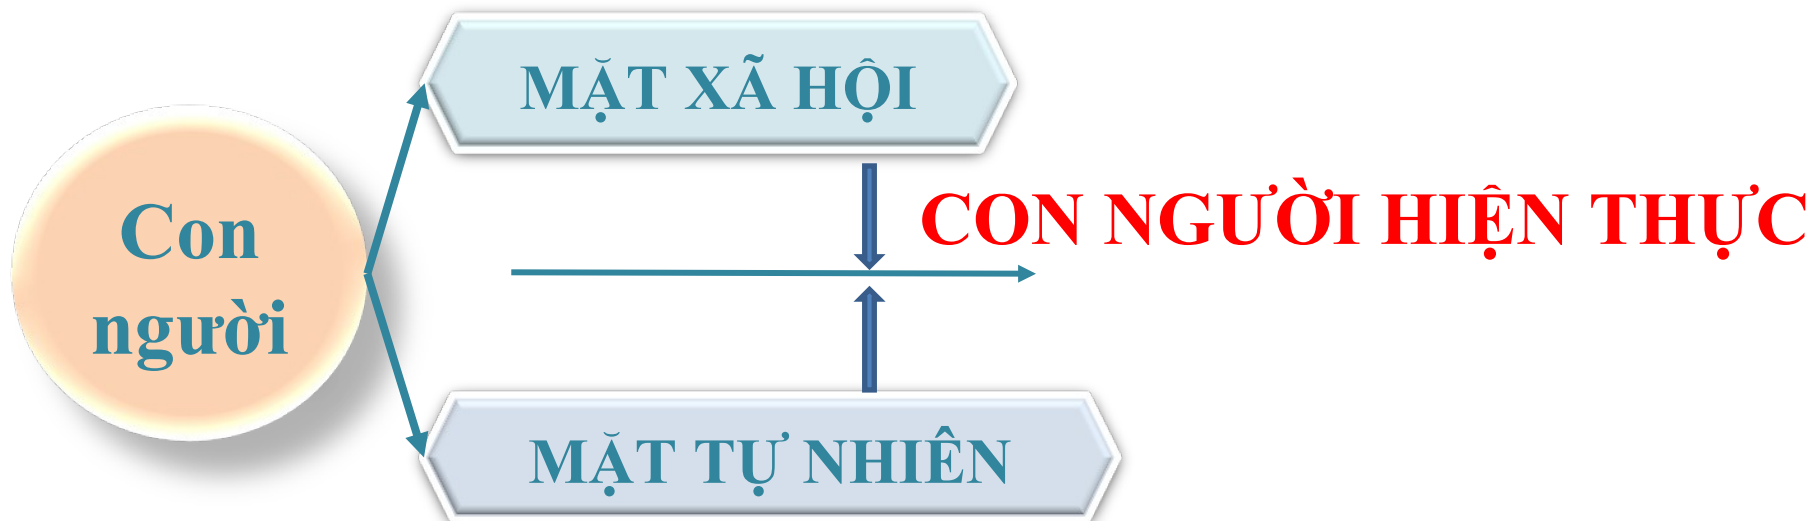 MẶT XÃ HỘI
Con
người
CON NGƯỜI HIỆN THỰC
MẶT TỰ NHIÊN